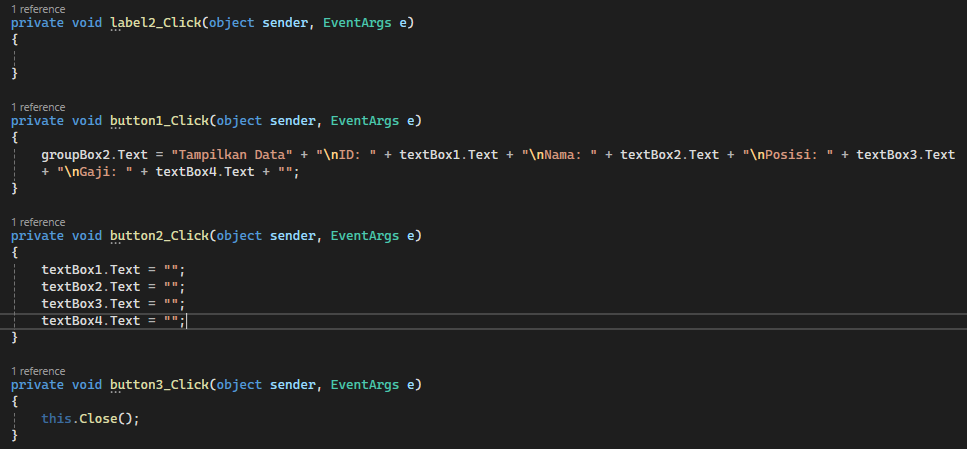 1 reference
private void label2_Click(object sender, EventArgs e)
{
}
1 reference
private void button1_Click(object sender, EventArgs e)
{
groupBox2.Text = "Tampilkan Data" + "\nID: " + textBox1.Text + "\nNama: " + textBox2.Text + "\nPosisi: " + textBox3.Text
+ "\nGaji: " + textBox4.Text + "";
}
1 reference
private void button2_Click(object sender, EventArgs e)
{
textBox1.Text = "";
textBox2.Text = "";
textBox3.Text = "";
textBox4.Text = "";
}
1 reference
private void button3_Click(object sender, EventArgs e)
{
this.Close();
}